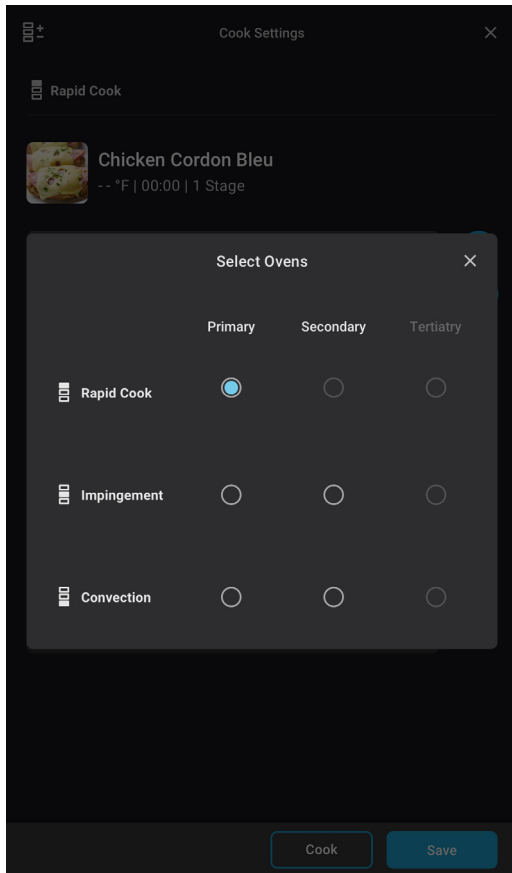 Cook Settings
Rapid Cook
Chicken Cordon Bleu
- - °F | 00:00 | 1 Stage
Select Ovens
Primary Secondary Tertiatry
Rapid Cook
Impingement
Convection
Cook Save